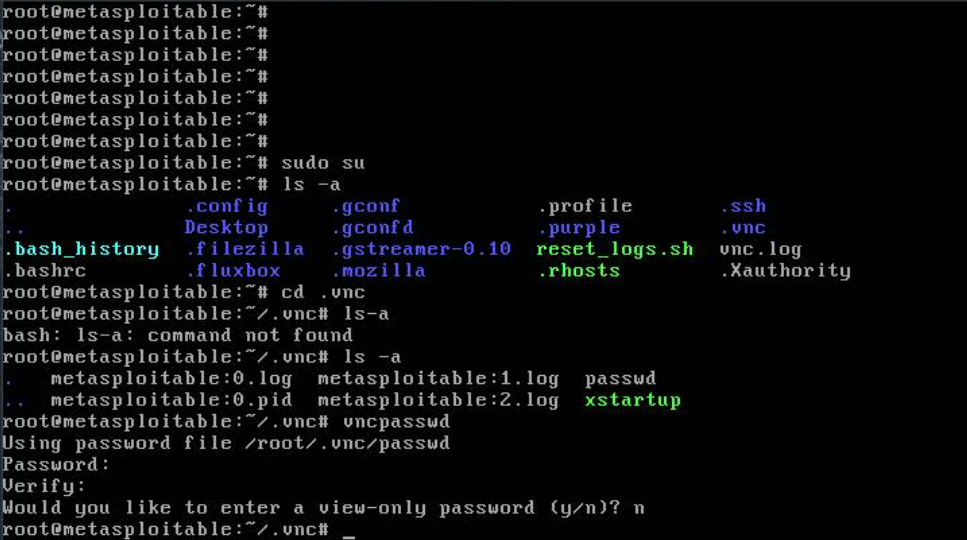 root@metasploitable:~#
root@metasploitable:~#
root@metasploitable:~#
root@metasploitable:~#
root@metasploitable:~#
root@metasploitable:~#
root@metasploitable:~#
root@metasploitable:~# sudo su
root@metasploitable:~# ls -a
. .config .gconf .profile .ssh
.. Desktop .gconfd .purple .vnc
.bash_history .filezilla .gstreamer-0.10 reset_logs.sh vnc.log
.bashrc .fluxbox .mozilla .rhosts .Xauthority
root@metasploitable:~# cd .vnc
root@metasploitable:~/.vnc# ls-a
bash: ls-a: command not found
root@metasploitable:~/.vnc# ls -a
. metasploitable:0.log metasploitable:1.log passwd
.. metasploitable:0.pid metasploitable:2.log xstartup
root@metasploitable:~/.vnc# vncpasswd
Using password file /root/.vnc/passwd
Password:
Verify:
Would you like to enter a view-only password (y/n)? n
root@metasploitable:~/.vnc# _